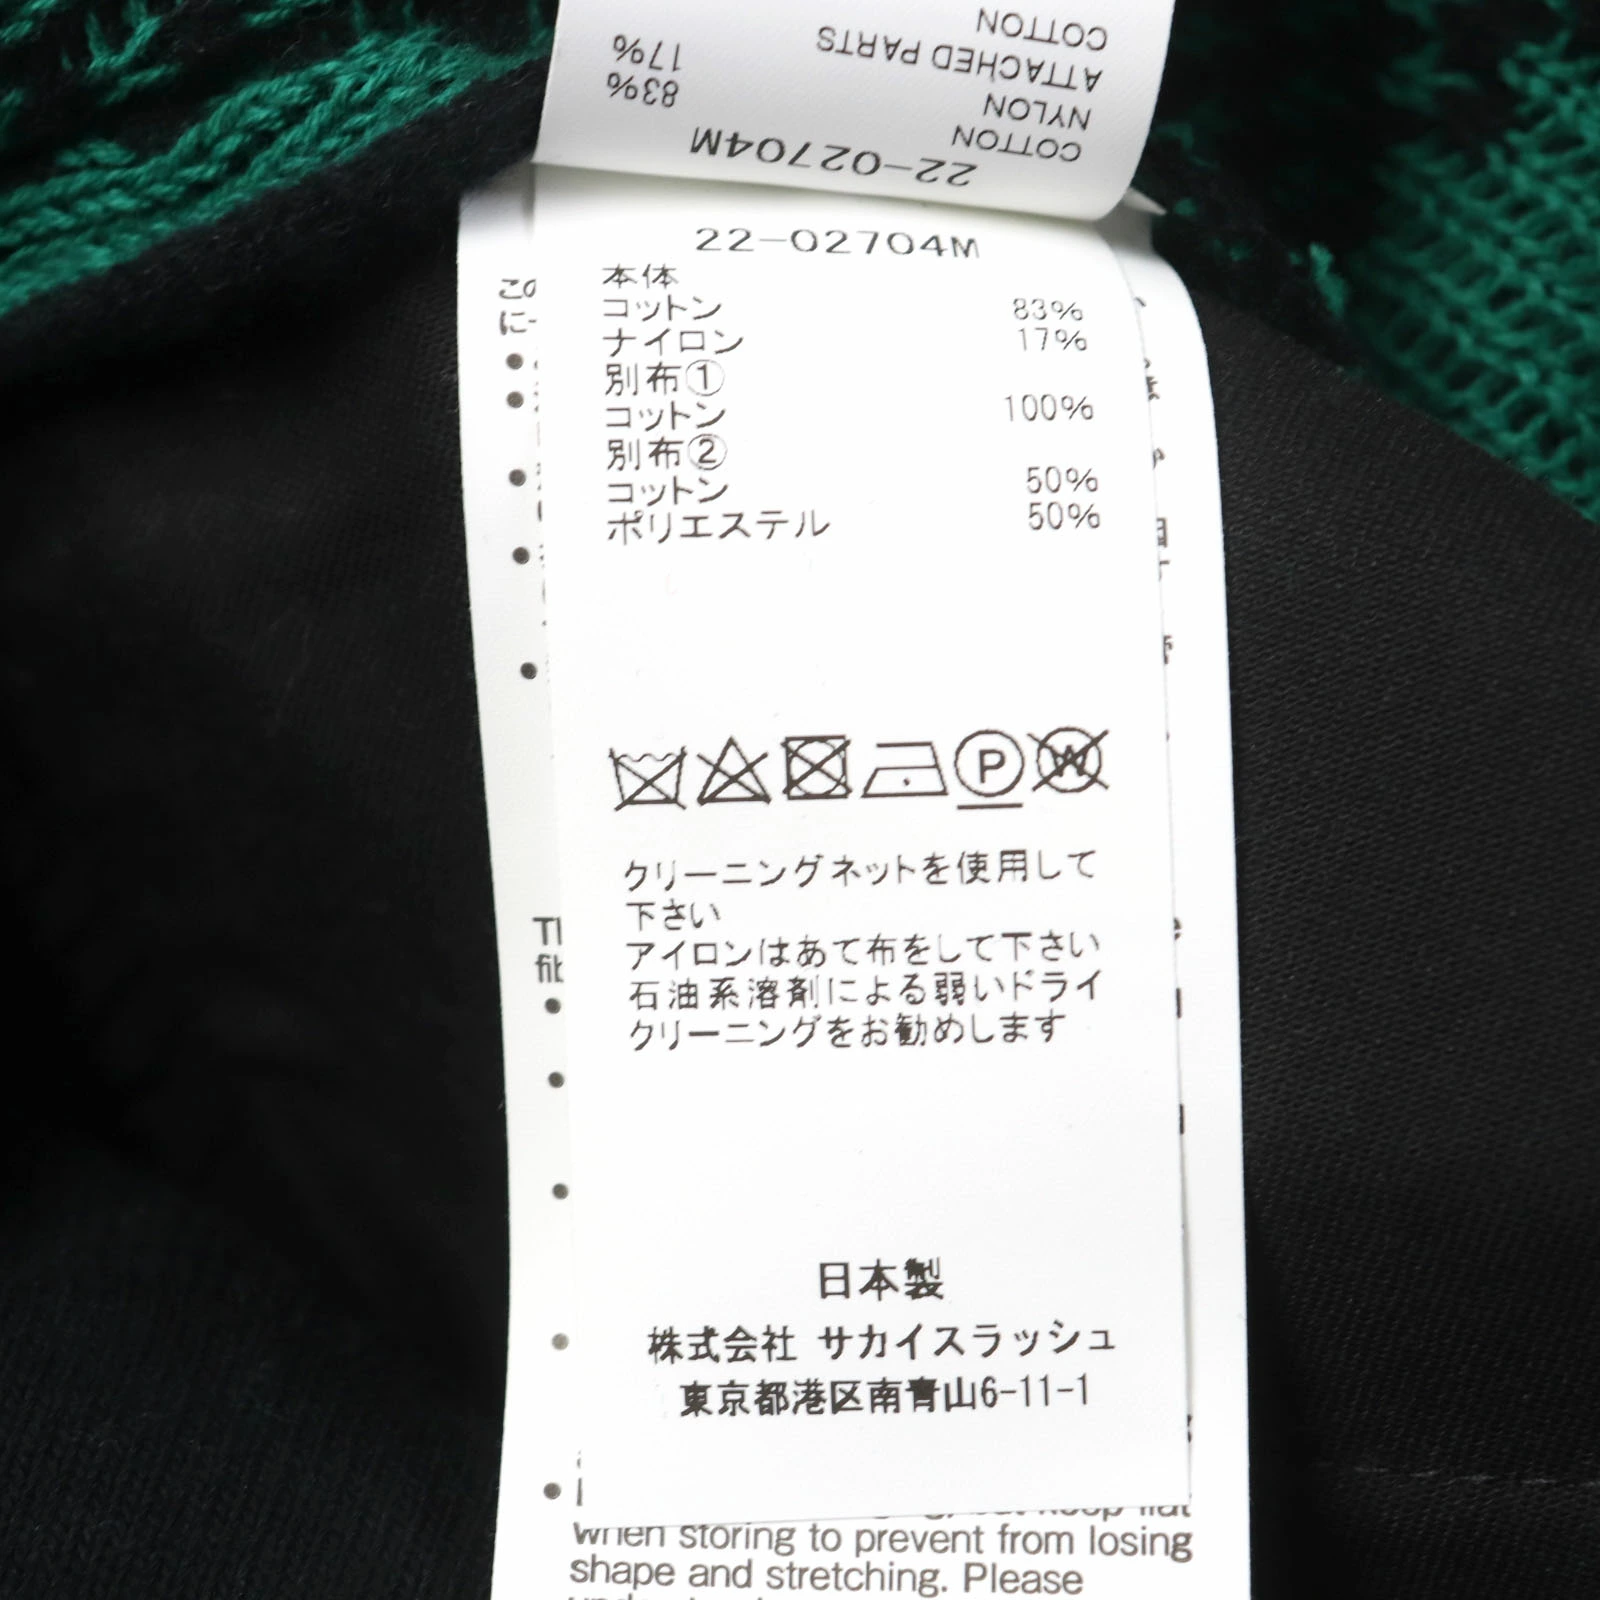 COTTON
ATTACHED PARTS
NYLON 17%
COTTON 83%
22-02704M
22-02704M
本体
コットン 83%
ナイロン 17%
別布①
コットン 100%
別布②
コットン 50%
ポリエステル 50%
P
W
クリーニングネットを使用して
下さい
アイロンはあて布をして下さい
石油系溶剤による弱いドライ
クリーニングをお勧めします
日本製
株式会社 サカイスラッシュ
東京都港区南青山6-11-1
keep flat
when storing to prevent from losing
shape and stretching. Please